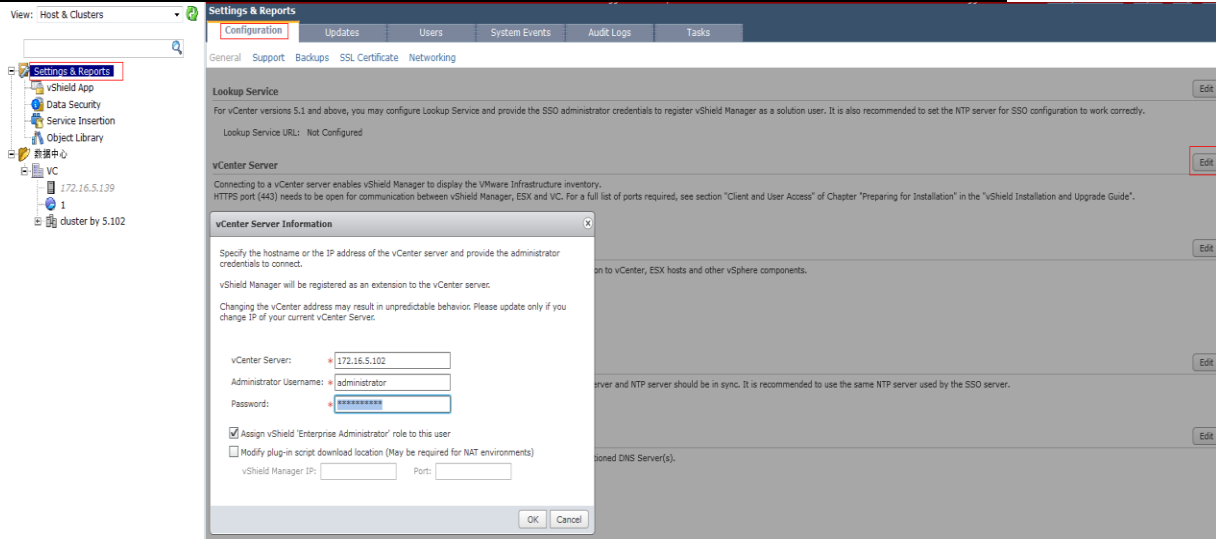 View: Host & Clusters
Settings & Reports
vShield App
Data Security
Service Insertion
Object Library
数据中心
VC
172.16.5.139
1
cluster by 5.102
Settings & Reports
Configuration Updates Users System Events Audit Logs Tasks
General Support Backups SSL Certificate Networking
Lookup Service Edit
For vCenter versions 5.1 and above, you may configure Lookup Service and provide the SSO administrator credentials to register vShield Manager as a solution user. It is also recommended to set the NTP server for SSO configuration to work correctly.
Lookup Service URL: Not Configured
vCenter Server Edit
Connecting to a vCenter server enables vShield Manager to display the VMware Infrastructure inventory.
HTTPS port (443) needs to be open for communication between vShield Manager, ESX and VC. For a full list of ports required, see section "Client and User Access" of Chapter "Preparing for Installation" in the "vShield Installation and Upgrade Guide".
Edit
on to vCenter, ESX hosts and other vSphere components.
Edit
erver and NTP server should be in sync. It is recommended to use the same NTP server used by the SSO server.
Edit
tioned DNS Server(s).
vCenter Server Information
Specify the hostname or the IP address of the vCenter server and provide the administrator
credentials to connect.
vShield Manager will be registered as an extension to the vCenter server.
Changing the vCenter address may result in unpredictable behavior. Please update only if you
change IP of your current vCenter Server.
vCenter Server: * 172.16.5.102
Administrator Username: * administrator
Password: * **********
Assign vShield 'Enterprise Administrator' role to this user
Modify plug-in script download location (May be required for NAT environments)
vShield Manager IP: Port:
OK Cancel